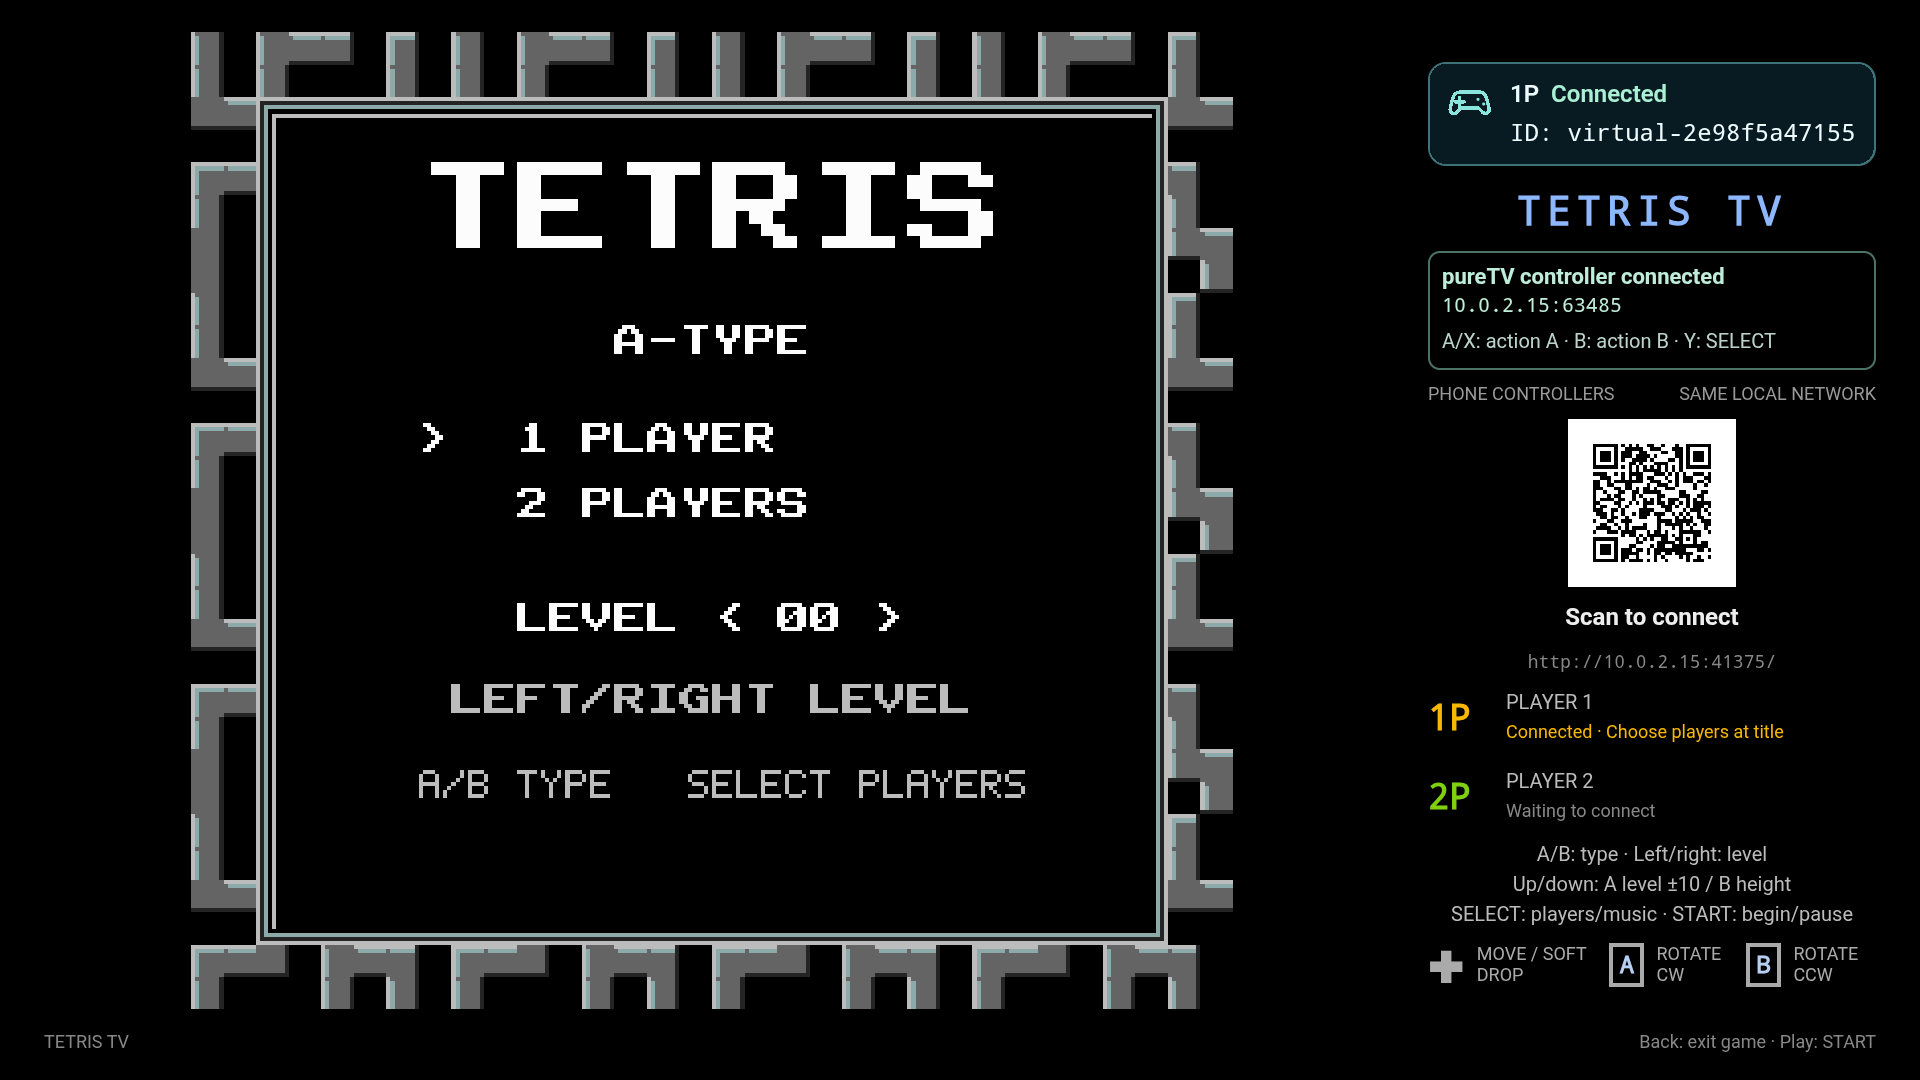 TETRIS
A-TYPE
> 1 PLAYER
2 PLAYERS
LEVEL < 00 >
LEFT/RIGHT LEVEL
A/B TYPE SELECT PLAYERS
1P Connected
ID: virtual-2e98f5a47155
TETRIS TV
pureTV controller connected
10.0.2.15:63485
A/X: action A · B: action B · Y: SELECT
PHONE CONTROLLERS SAME LOCAL NETWORK
Scan to connect
http://10.0.2.15:41375/
1P PLAYER 1
Connected · Choose players at title
2P PLAYER 2
Waiting to connect
A/B: type · Left/right: level
Up/down: A level ±10 / B height
SELECT: players/music · START: begin/pause
MOVE / SOFT DROP
A ROTATE CW
B ROTATE CCW
TETRIS TV
Back: exit game · Play: START